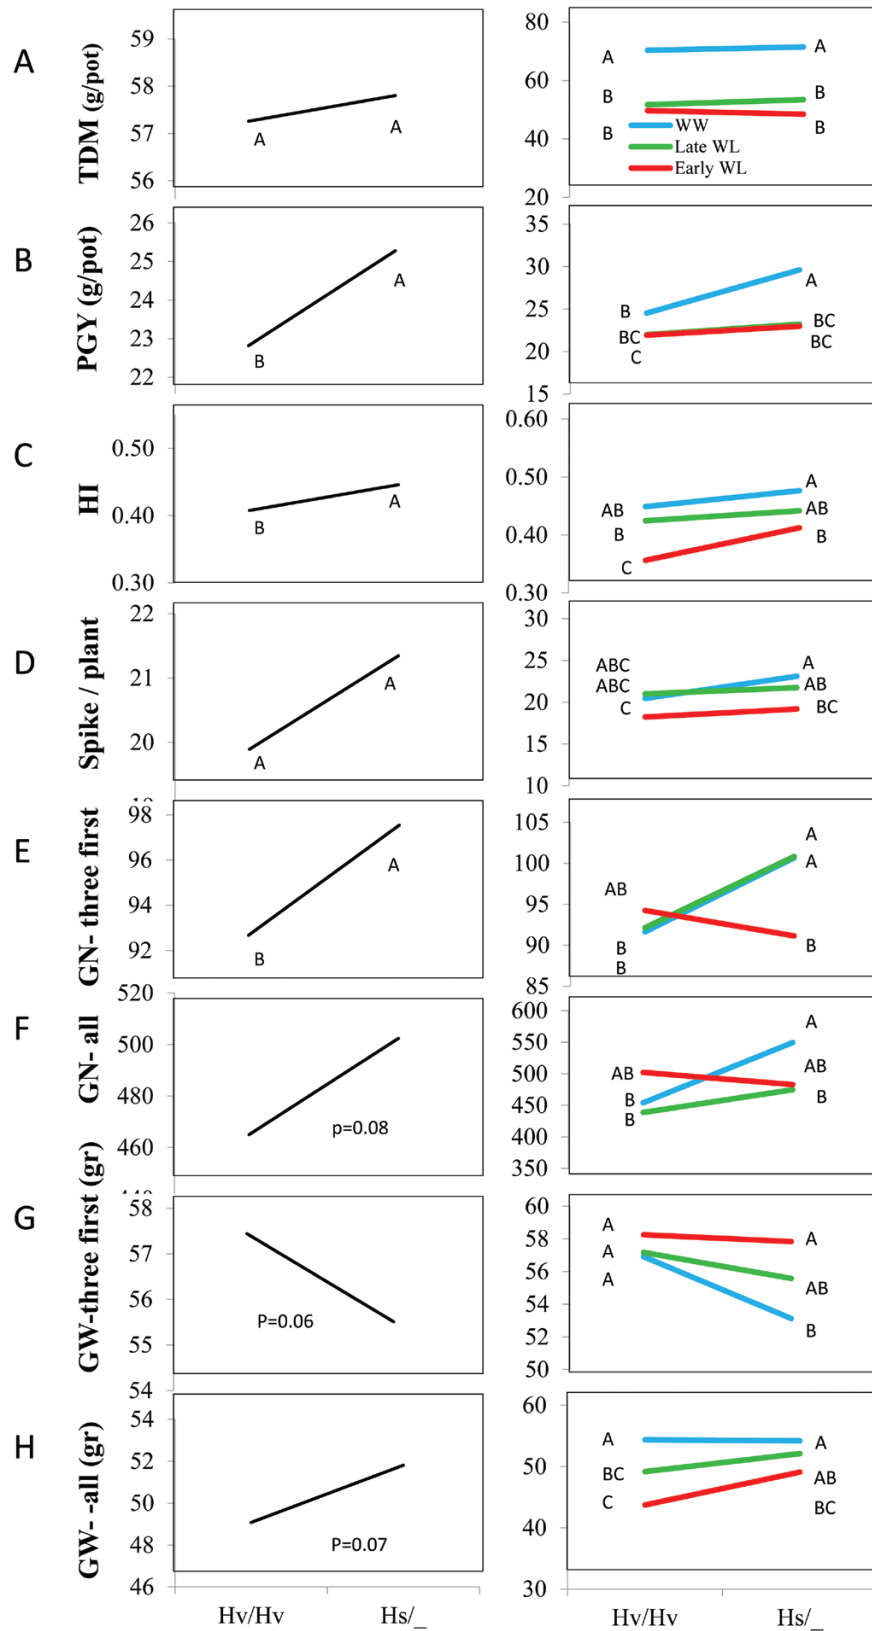 A
TDM (g/pot)
59
58
57
56
A
A
80
60
40
20
A
A
B
B
B
B
WW
Late WL
Early WL
B
PGY (g/pot)
26
25
24
23
22
B
A
35
30
25
20
15
B
A
BC
BC
C
BC
C
HI
0.50
0.40
0.30
B
A
0.60
0.50
0.40
0.30
AB
A
B
AB
C
B
D
Spike / plant
22
21
20
A
A
30
25
20
15
10
ABC
A
ABC
AB
C
BC
E
GN- three first
98
96
94
92
B
A
105
100
95
90
85
AB
A
A
B
B
B
F
GN- all
520
500
480
460
p=0.08
600
550
500
450
400
350
AB
A
B
AB
B
B
G
GW-three first (gr)
58
57
56
55
54
P=0.06
60
58
56
54
52
50
A
A
A
AB
A
B
H
GW- -all (gr)
54
52
50
48
46
P=0.07
60
50
40
30
A
A
BC
AB
C
BC
Hv/Hv
Hs/_
Hv/Hv
Hs/_